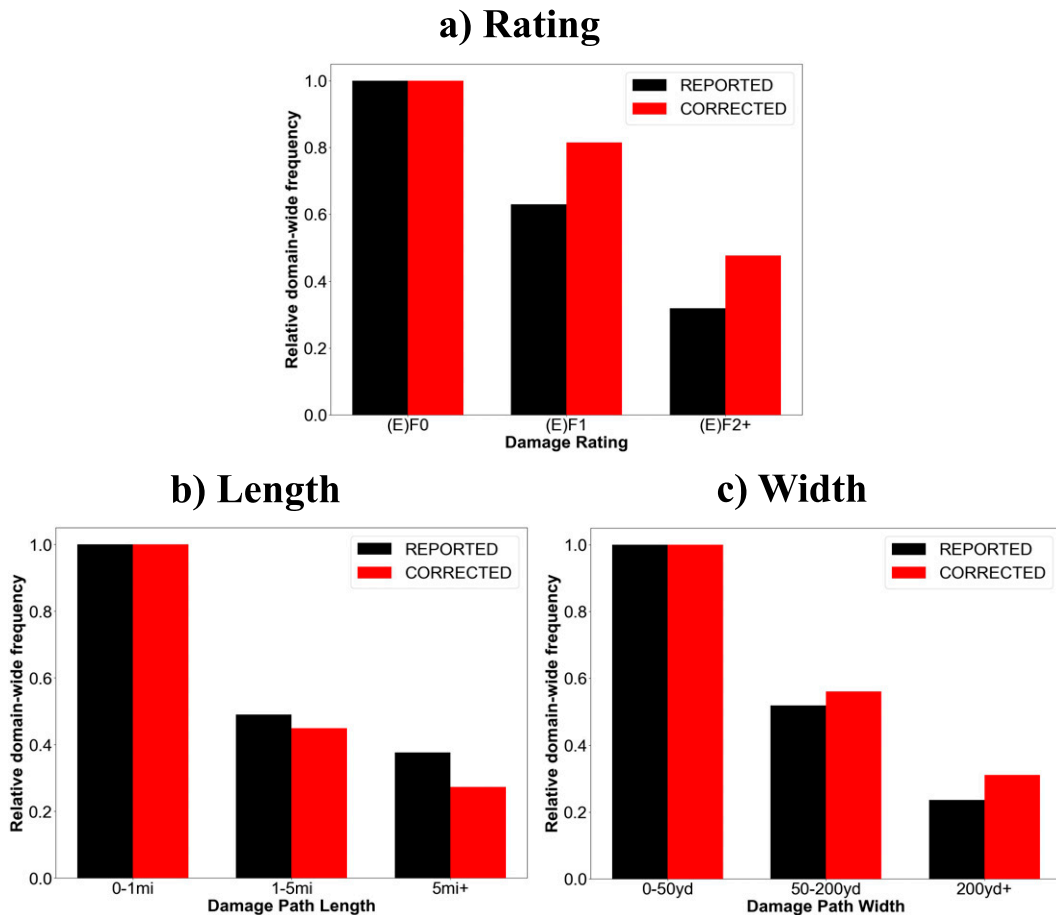 a) Rating
Relative domain-wide frequency
1.0
0.8
0.6
0.4
0.2
0.0
REPORTED
CORRECTED
(E)F0 (E)F1 (E)F2+
Damage Rating
b) Length
Relative domain-wide frequency
1.0
0.8
0.6
0.4
0.2
0.0
REPORTED
CORRECTED
0-1mi 1-5mi 5mi+
Damage Path Length
c) Width
Relative domain-wide frequency
1.0
0.8
0.6
0.4
0.2
0.0
REPORTED
CORRECTED
0-50yd 50-200yd 200yd+
Damage Path Width